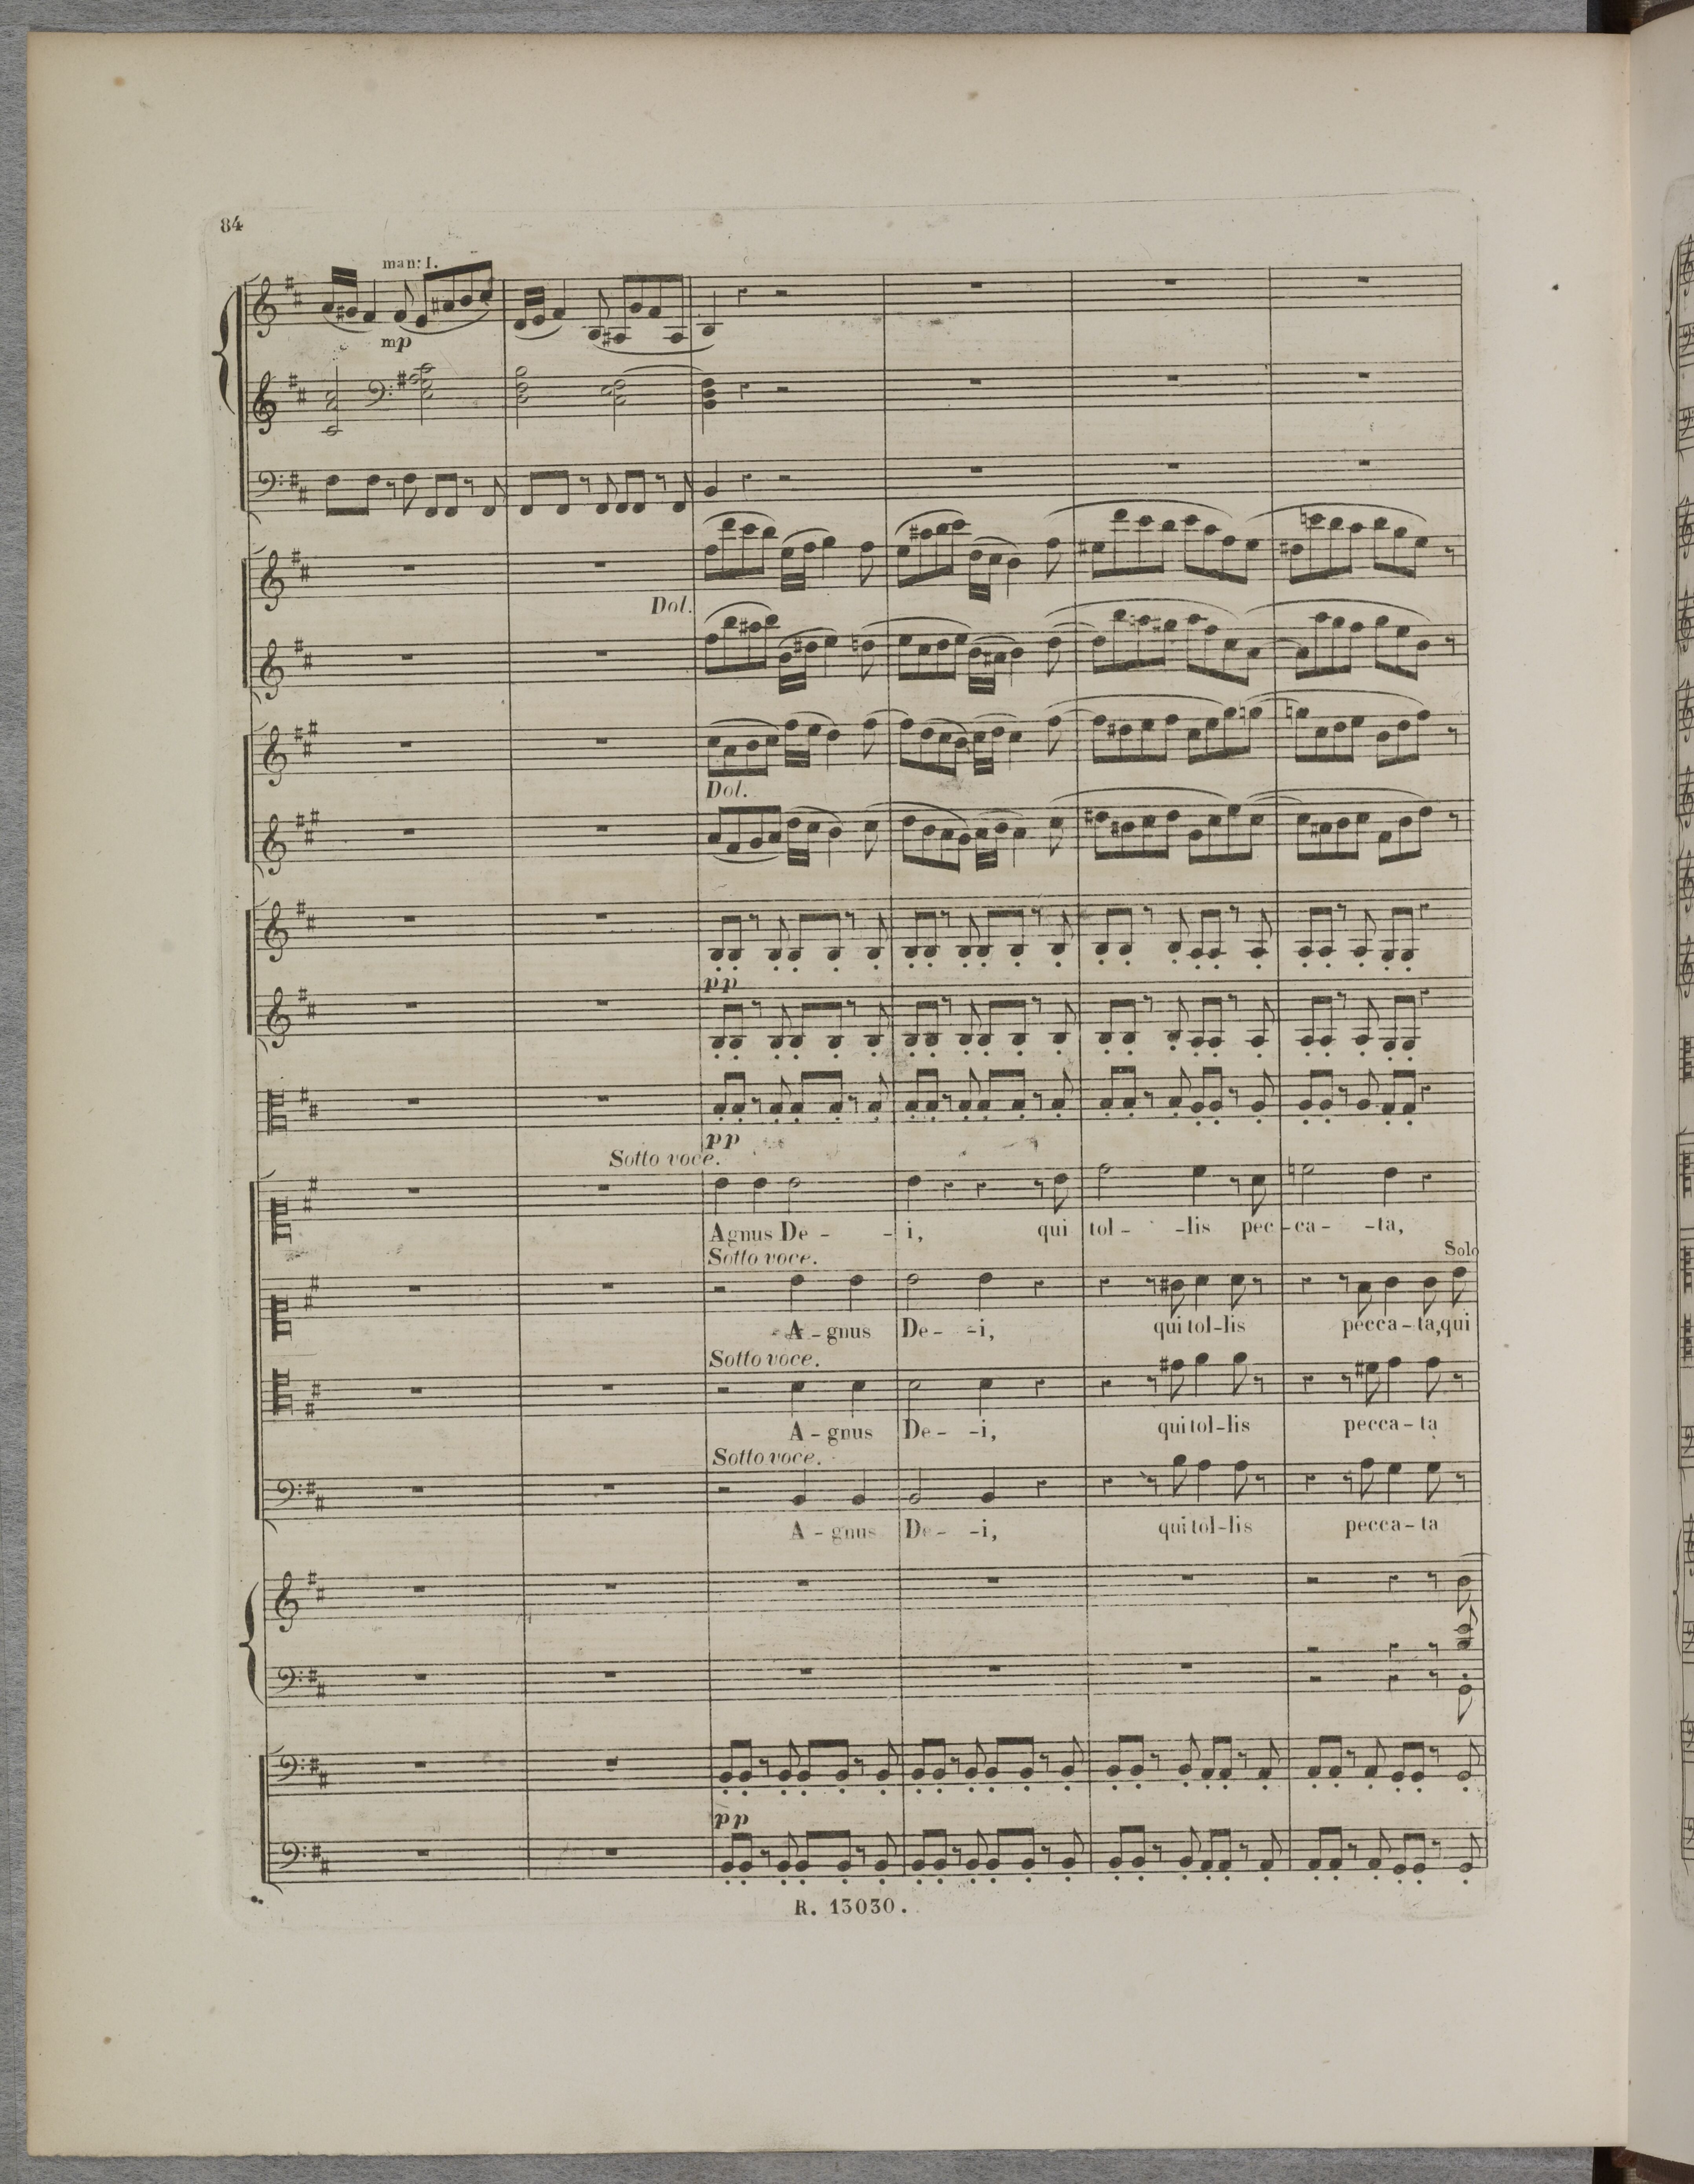 84
man: I.
mp
Dol.
Dol.
pp
pp
Sotto voce.
Agnus De - - i, qui tol - - lis pec - ca - - ta,
Sotto voce.
Solo
A - gnus De - - i, qui tol - lis pecca - ta, qui
Sotto voce.
A - gnus De - - i, qui tol - lis pecca - ta
Sotto voce.
A - gnus De - - i, qui tol - lis pecca - ta
pp
R. 13030.